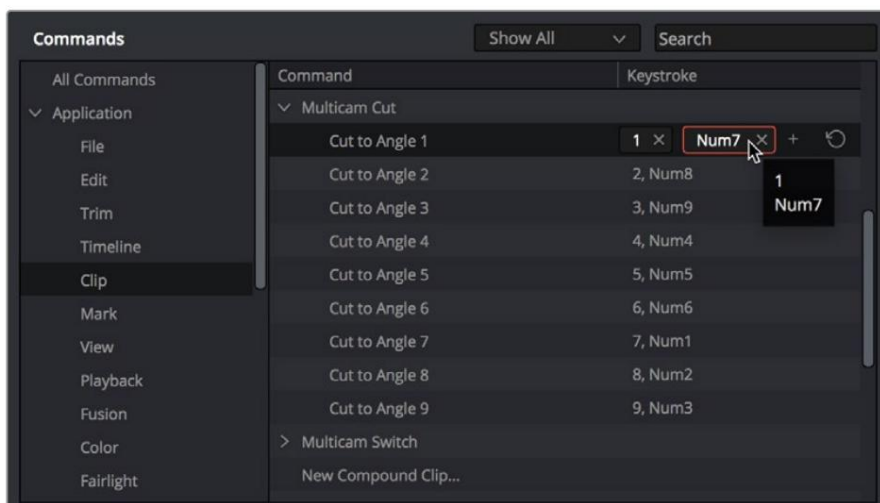 Commands
Show All
Search
All Commands
Application
File
Edit
Trim
Timeline
Clip
Mark
View
Playback
Fusion
Color
Fairlight
Command Keystroke
Multicam Cut
Cut to Angle 1 1 Num7
Cut to Angle 2 2, Num8
Cut to Angle 3 3, Num9
Cut to Angle 4 4, Num4
Cut to Angle 5 5, Num5
Cut to Angle 6 6, Num6
Cut to Angle 7 7, Num1
Cut to Angle 8 8, Num2
Cut to Angle 9 9, Num3
Multicam Switch
New Compound Clip...
1
Num7